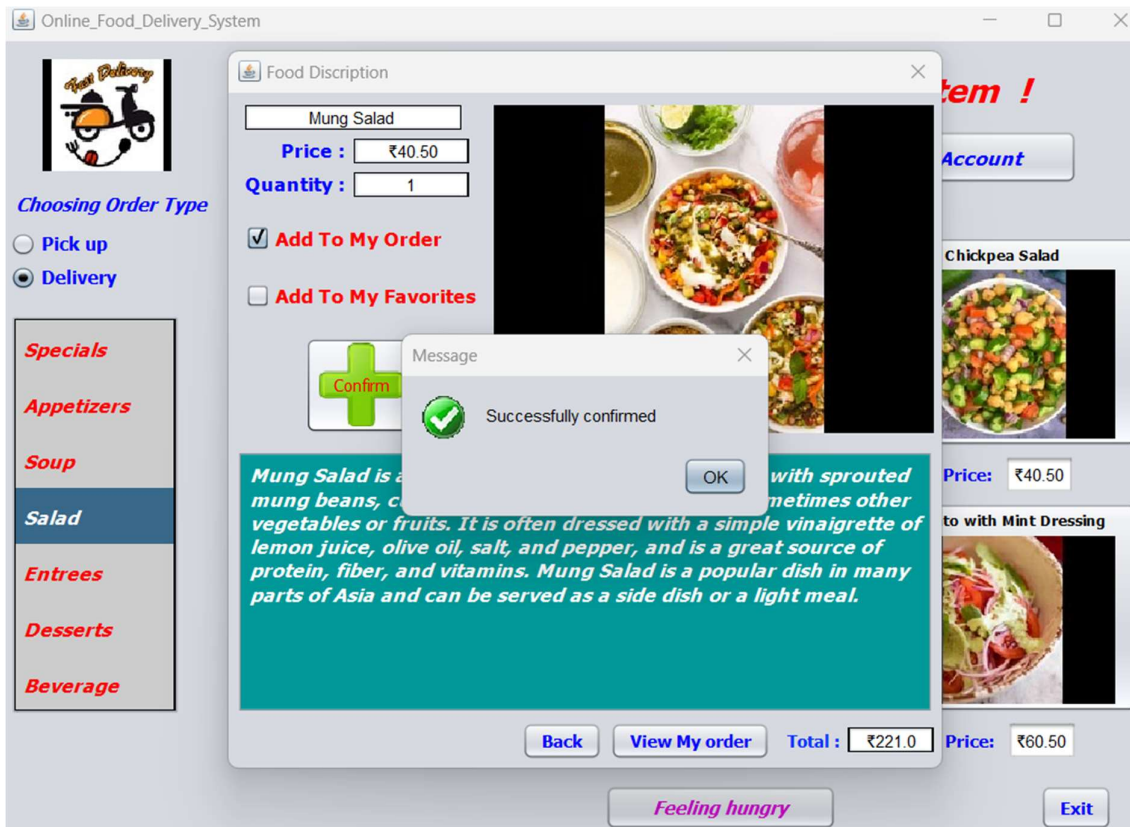 Online_Food_Delivery_System
Fast Delivery
Choosing Order Type
Pick up
Delivery
Specials
Appetizers
Soup
Salad
Entrees
Desserts
Beverage
Food Discription
Mung Salad
Price : ₹40.50
Quantity : 1
Add To My Order
Add To My Favorites
Confirm
Message
Successfully confirmed
OK
Mung Salad is with sprouted
mung beans, other
vegetables or fruits. It is often dressed with a simple vinaigrette of
lemon juice, olive oil, salt, and pepper, and is a great source of
protein, fiber, and vitamins. Mung Salad is a popular dish in many
parts of Asia and can be served as a side dish or a light meal.
Back
View My order
Total : ₹221.0
tem !
Account
Chickpea Salad
Price: ₹40.50
to with Mint Dressing
Price: ₹60.50
Feeling hungry
Exit